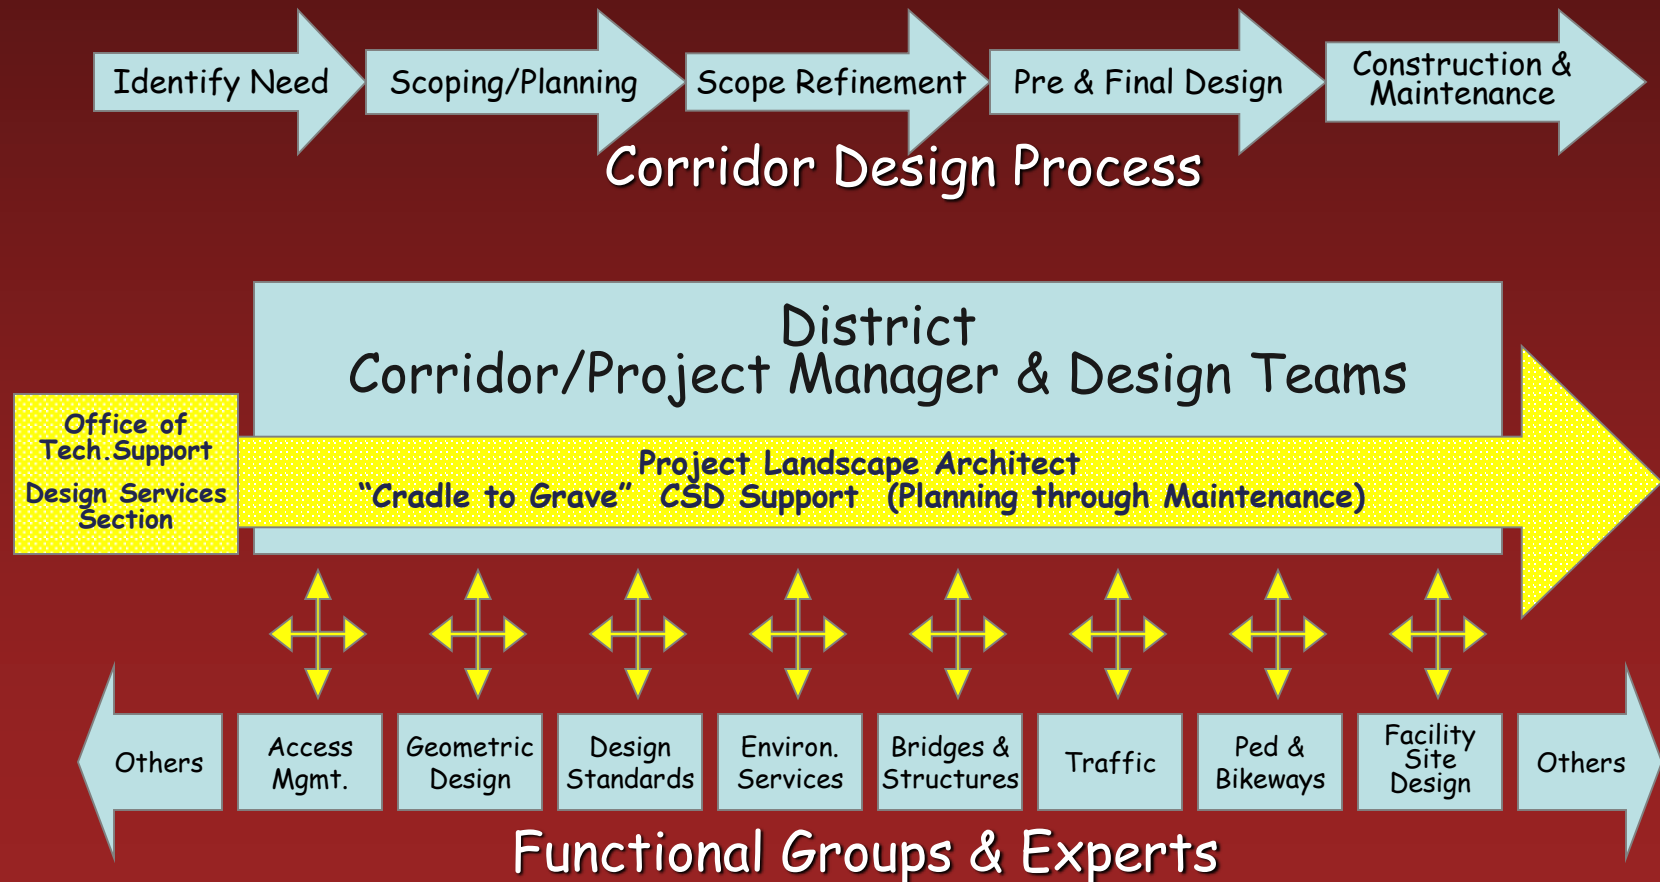 Identify Need
Scoping/Planning
Scope Refinement
Pre & Final Design
Construction &
Maintenance
Corridor Design Process
District
Corridor/Project Manager & Design Teams
Office of
Tech.Support
Design Services
Section
Project Landscape Architect
“Cradle to Grave” CSD Support (Planning through Maintenance)
Others
Access
Mgmt.
Geometric
Design
Design
Standards
Environ.
Services
Bridges &
Structures
Traffic
Ped &
Bikeways
Facility
Site
Design
Others
Functional Groups & Experts